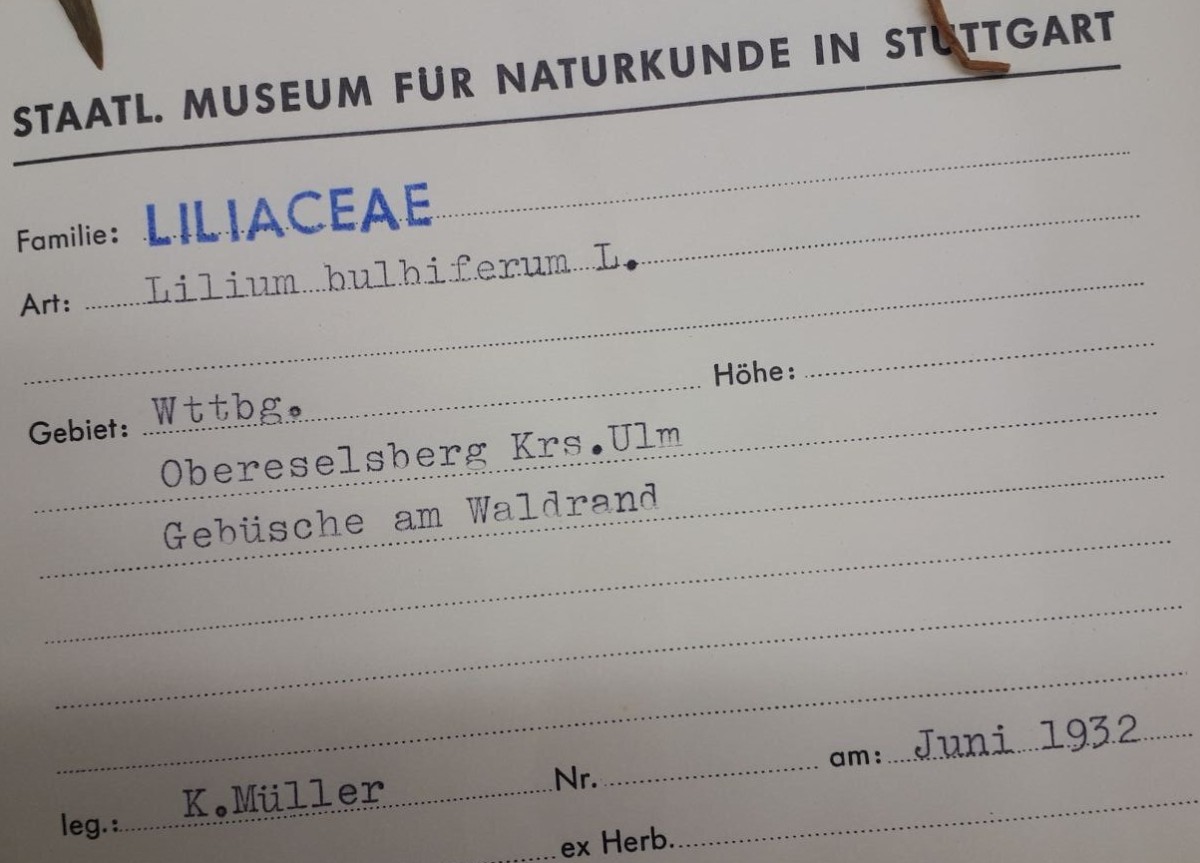 STAATL. MUSEUM FÜR NATURKUNDE IN STUTTGART
Familie: LILIACEAE
Art: Lilium bulbiferum L.
Gebiet: Wttbg. Höhe:
Obereselsberg Krs.Ulm
Gebüsche am Waldrand
leg.: K.Müller Nr. am: Juni 1932
ex Herb.